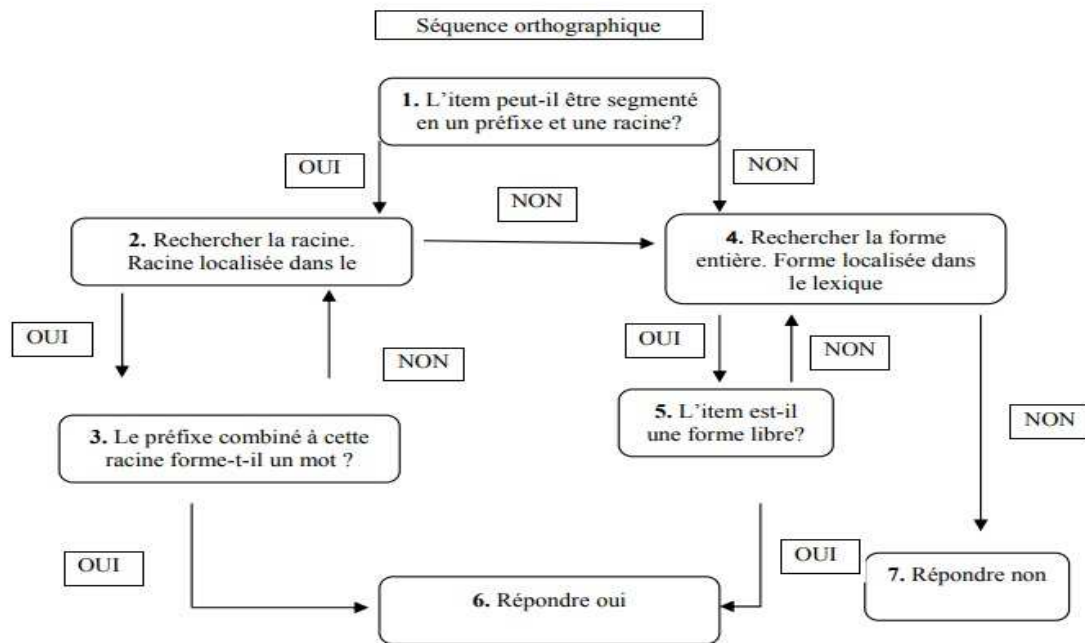 Séquence orthographique
1. L'item peut-il être segmenté
en un préfixe et une racine?
OUI
NON
NON
2. Rechercher la racine.
Racine localisée dans le
4. Rechercher la forme
entière. Forme localisée dans
le lexique
OUI
NON
OUI
NON
NON
3. Le préfixe combiné à cette
racine forme-t-il un mot ?
5. L'item est-il
une forme libre?
OUI
OUI
6. Répondre oui
7. Répondre non